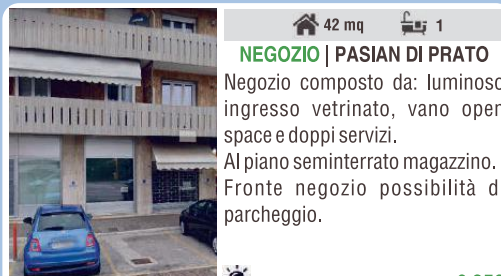 42 mq 1
NEGOZIO | PASIAN DI PRATO
Negozio composto da: luminoso
ingresso vetrinato, vano open
space e doppi servizi.
Al piano seminterrato magazzino.
Fronte negozio possibilità d
parcheggio.